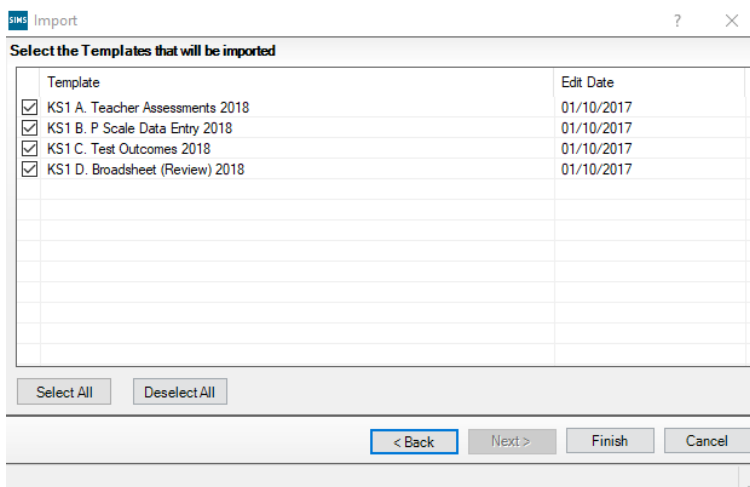 SIMS Import ? ×
Select the Templates that will be imported
Template Edit Date
KS1 A. Teacher Assessments 2018 01/10/2017
KS1 B. P Scale Data Entry 2018 01/10/2017
KS1 C. Test Outcomes 2018 01/10/2017
KS1 D. Broadsheet (Review) 2018 01/10/2017
Select All Deselect All
< Back Next > Finish Cancel